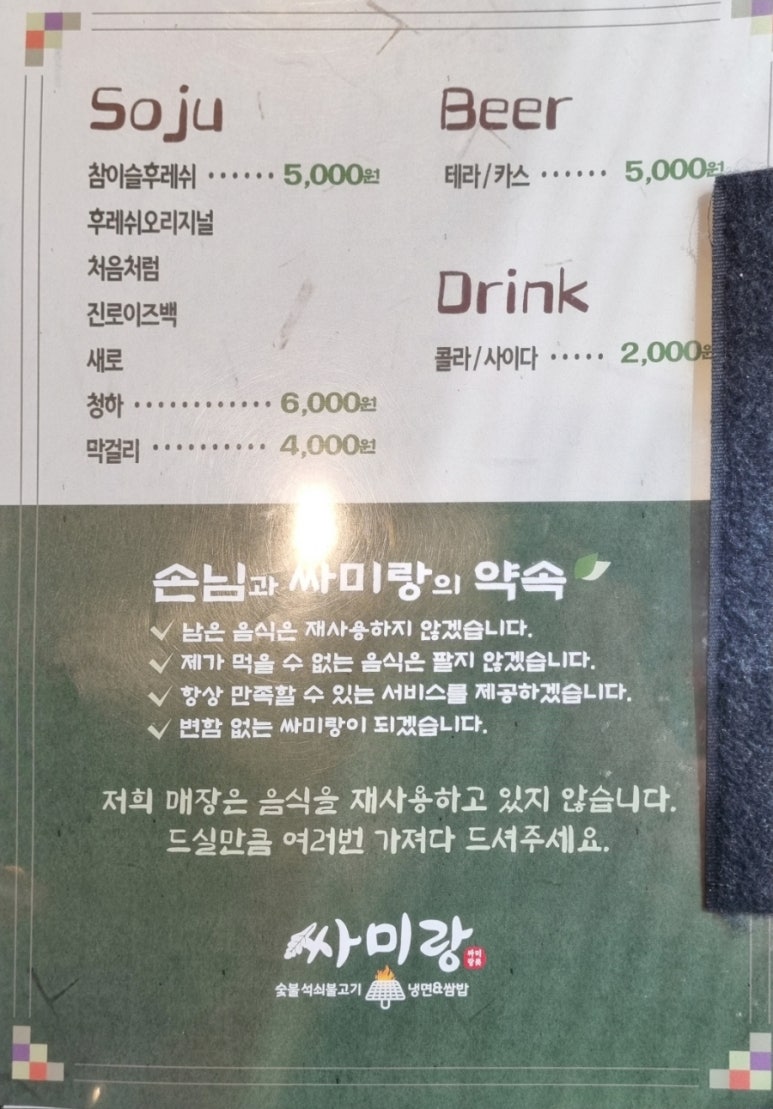 Soju
참이슬후레쉬 ······ 5,000원
후레쉬오리지널
처음처럼
진로이즈백
새로
청하 ············ 6,000원
막걸리 ·········· 4,000원
Beer
테라/카스 ······ 5,000원
Drink
콜라/사이다 ····· 2,000원
손님과 싸미랑의 약속
✓ 남은 음식은 재사용하지 않겠습니다.
✓ 제가 먹을 수 없는 음식은 팔지 않겠습니다.
✓ 항상 만족할 수 있는 서비스를 제공하겠습니다.
✓ 변함 없는 싸미랑이 되겠습니다.
저희 매장은 음식을 재사용하고 있지 않습니다.
드실만큼 여러번 가져다 드셔주세요.
싸미랑
숯불석쇠불고기 냉면&쌈밥